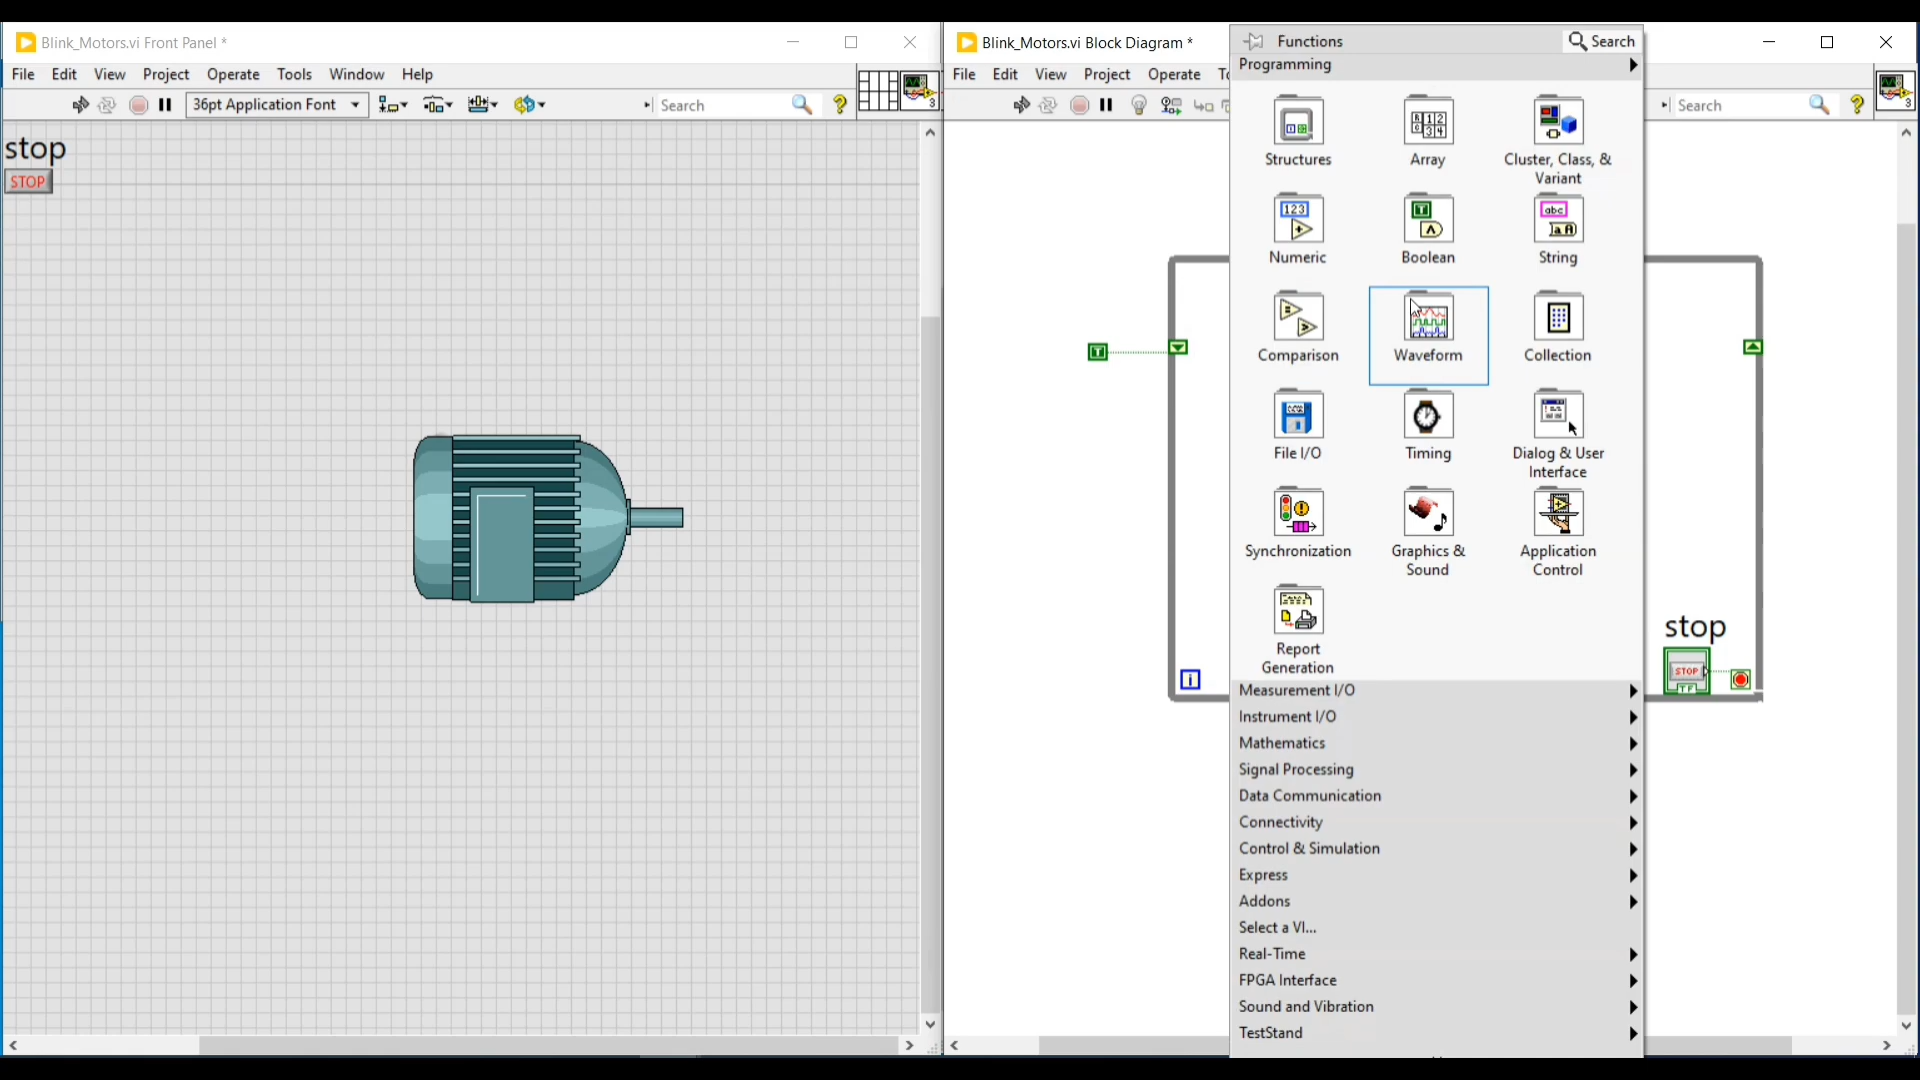 Blink_Motors.vi Front Panel *
File Edit View Project Operate Tools Window Help
36pt Application Font
Search
3
stop
STOP
Blink_Motors.vi Block Diagram *
File Edit View Project Operate
Search
3
T
i
stop
STOP
TF
Functions
Search
Programming
Structures
Array
Cluster, Class, &
Variant
Numeric
Boolean
String
Comparison
Waveform
Collection
File I/O
Timing
Dialog & User
Interface
Synchronization
Graphics &
Sound
Application
Control
Report
Generation
Measurement I/O
Instrument I/O
Mathematics
Signal Processing
Data Communication
Connectivity
Control & Simulation
Express
Addons
Select a VI...
Real-Time
FPGA Interface
Sound and Vibration
TestStand